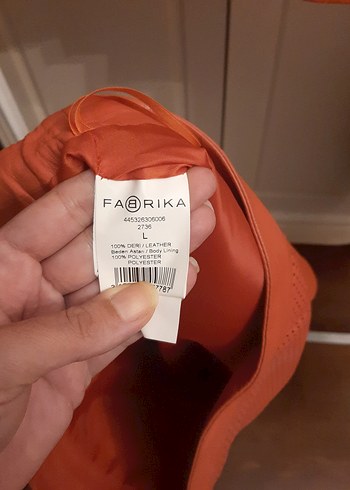 FABRIKA
445326306006
2736
L
100% DERİ / LEATHER
Beden Astarı / Body Lining
100% POLYESTER
POLYESTER